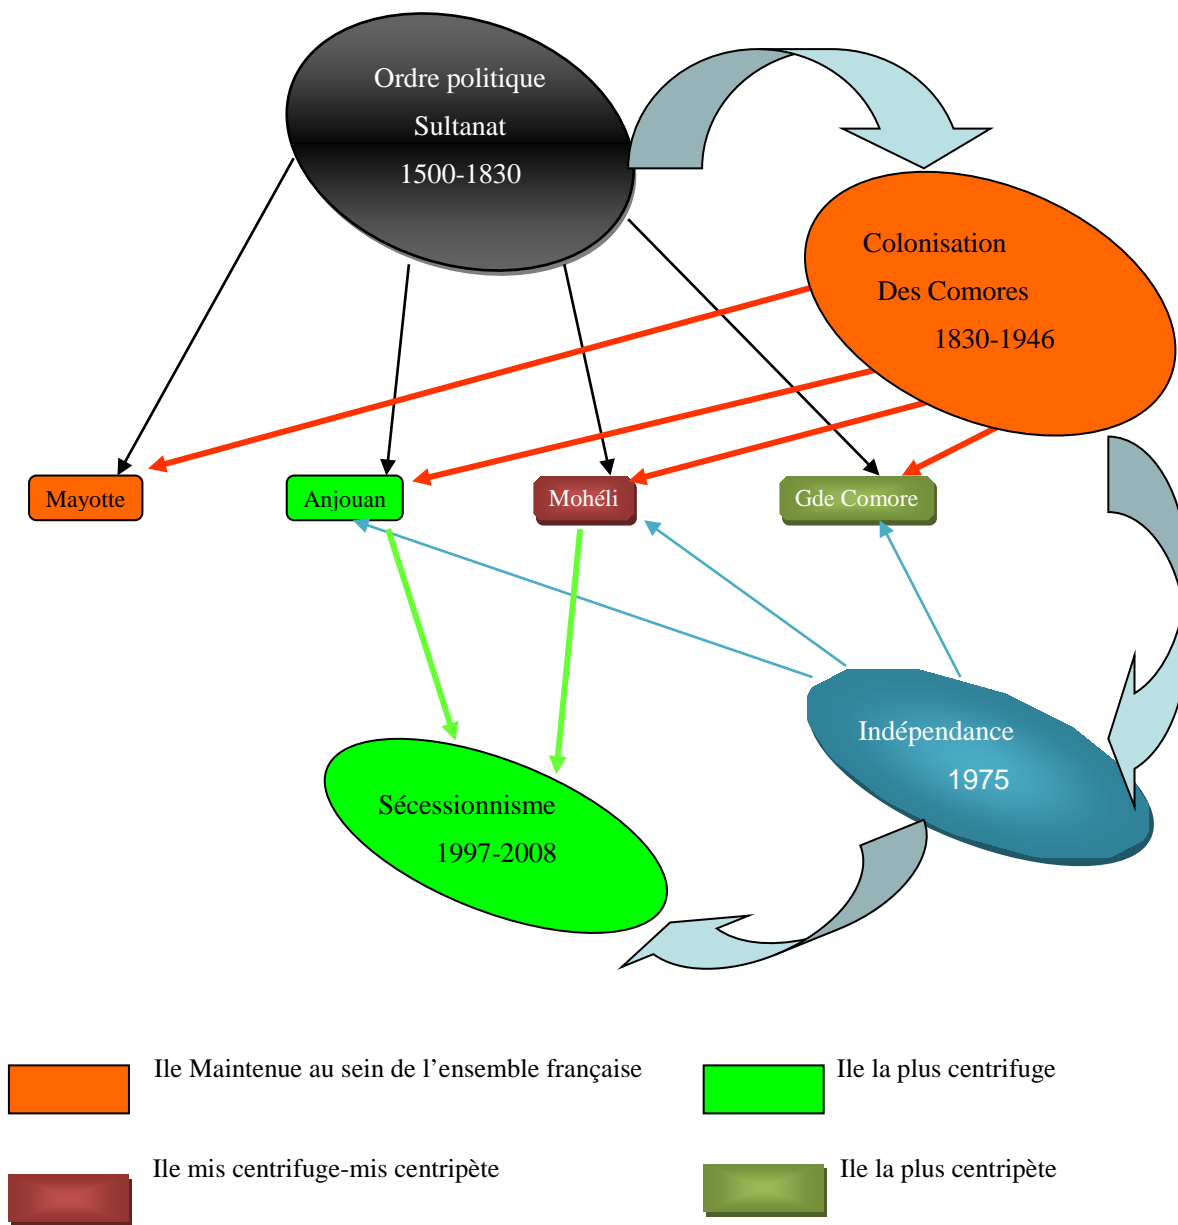 Ordre politique
Sultanat
1500-1830
Colonisation
Des Comores
1830-1946
Mayotte
Anjouan
Mohéli
Gde Comore
Indépendance
1975
Sécessionnisme
1997-2008
Ile Maintenue au sein de l’ensemble française
Ile la plus centrifuge
Ile mis centrifuge-mis centripète
Ile la plus centripète